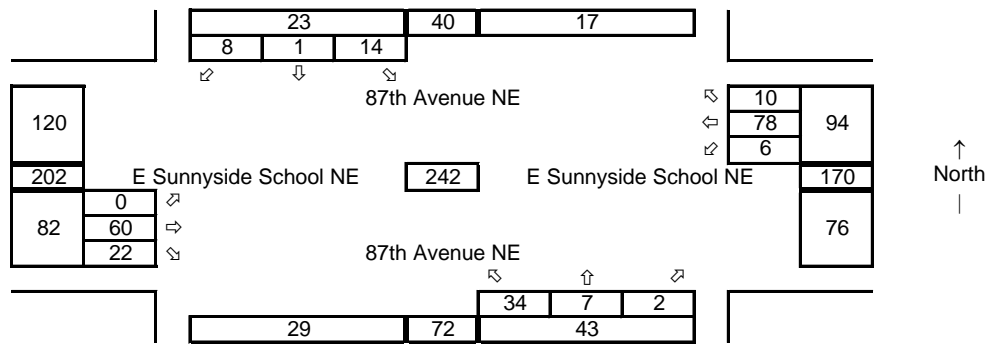 23 40 17
8 1 14
⬃ ⇩ ⬂
87th Avenue NE
⬁ 10
120 ⇦ 78 94
⬃ 6 ↑
202 E Sunnyside School NE 242 E Sunnyside School NE 170 North
0 ⬀ |
82 60 ⇨ 76
22 ⬂ 87th Avenue NE
⬁ ⇧ ⬀
34 7 2
29 72 43